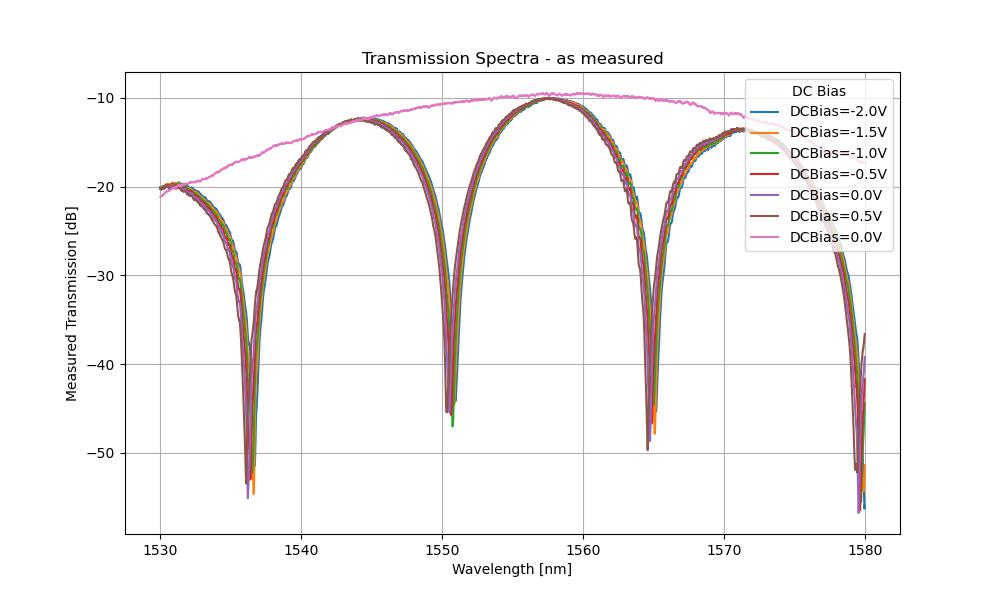 Transmission Spectra - as measured
Measured Transmission [dB]
−10
−20
−30
−40
−50
DC Bias
DCBias=-2.0V
DCBias=-1.5V
DCBias=-1.0V
DCBias=-0.5V
DCBias=0.0V
DCBias=0.5V
DCBias=0.0V
1530 1540 1550 1560 1570 1580
Wavelength [nm]